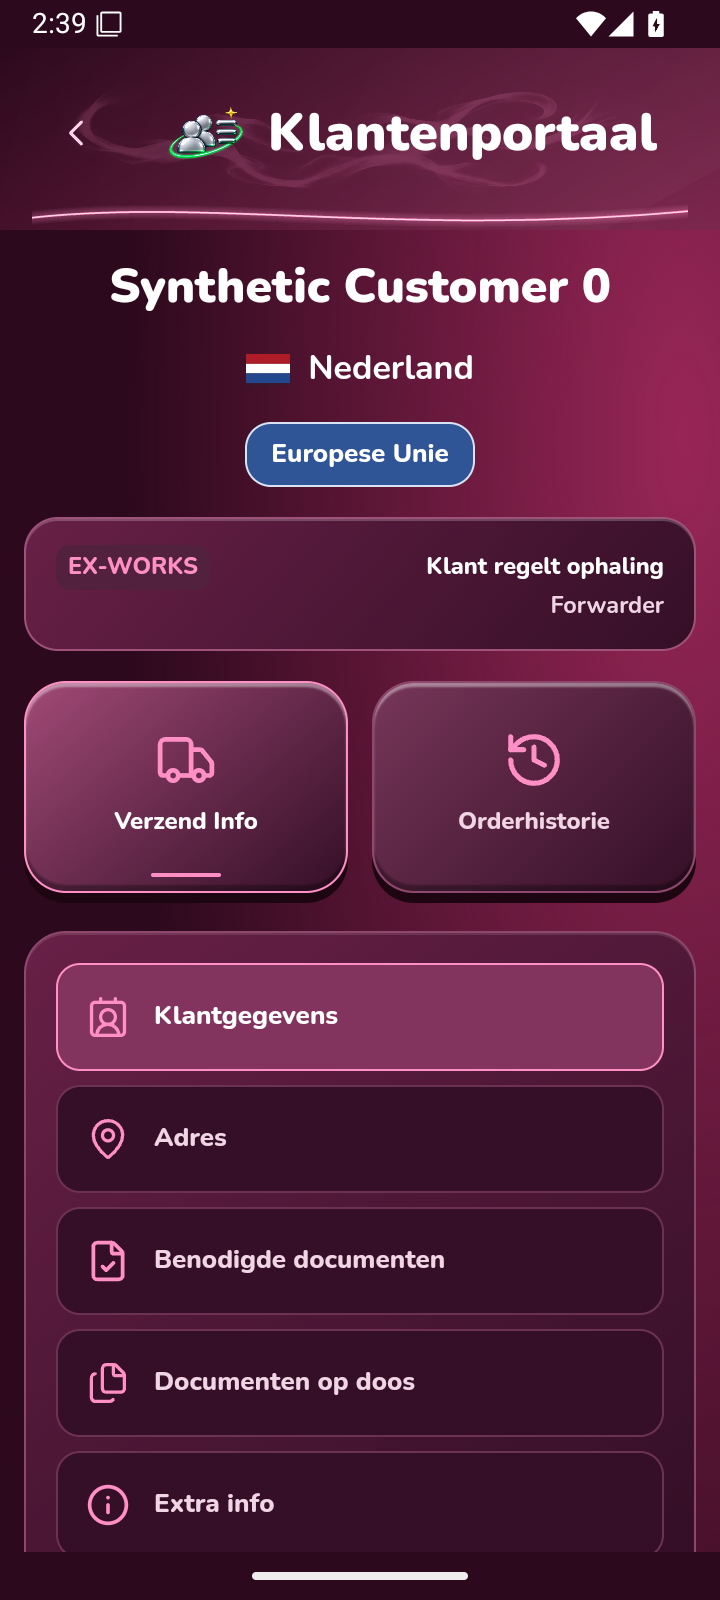 2:39
Klantenportaal
Synthetic Customer 0
Nederland
Europese Unie
EX-WORKS
Klant regelt ophaling
Forwarder
Verzend Info
Orderhistorie
Klantgegevens
Adres
Benodigde documenten
Documenten op doos
Extra info